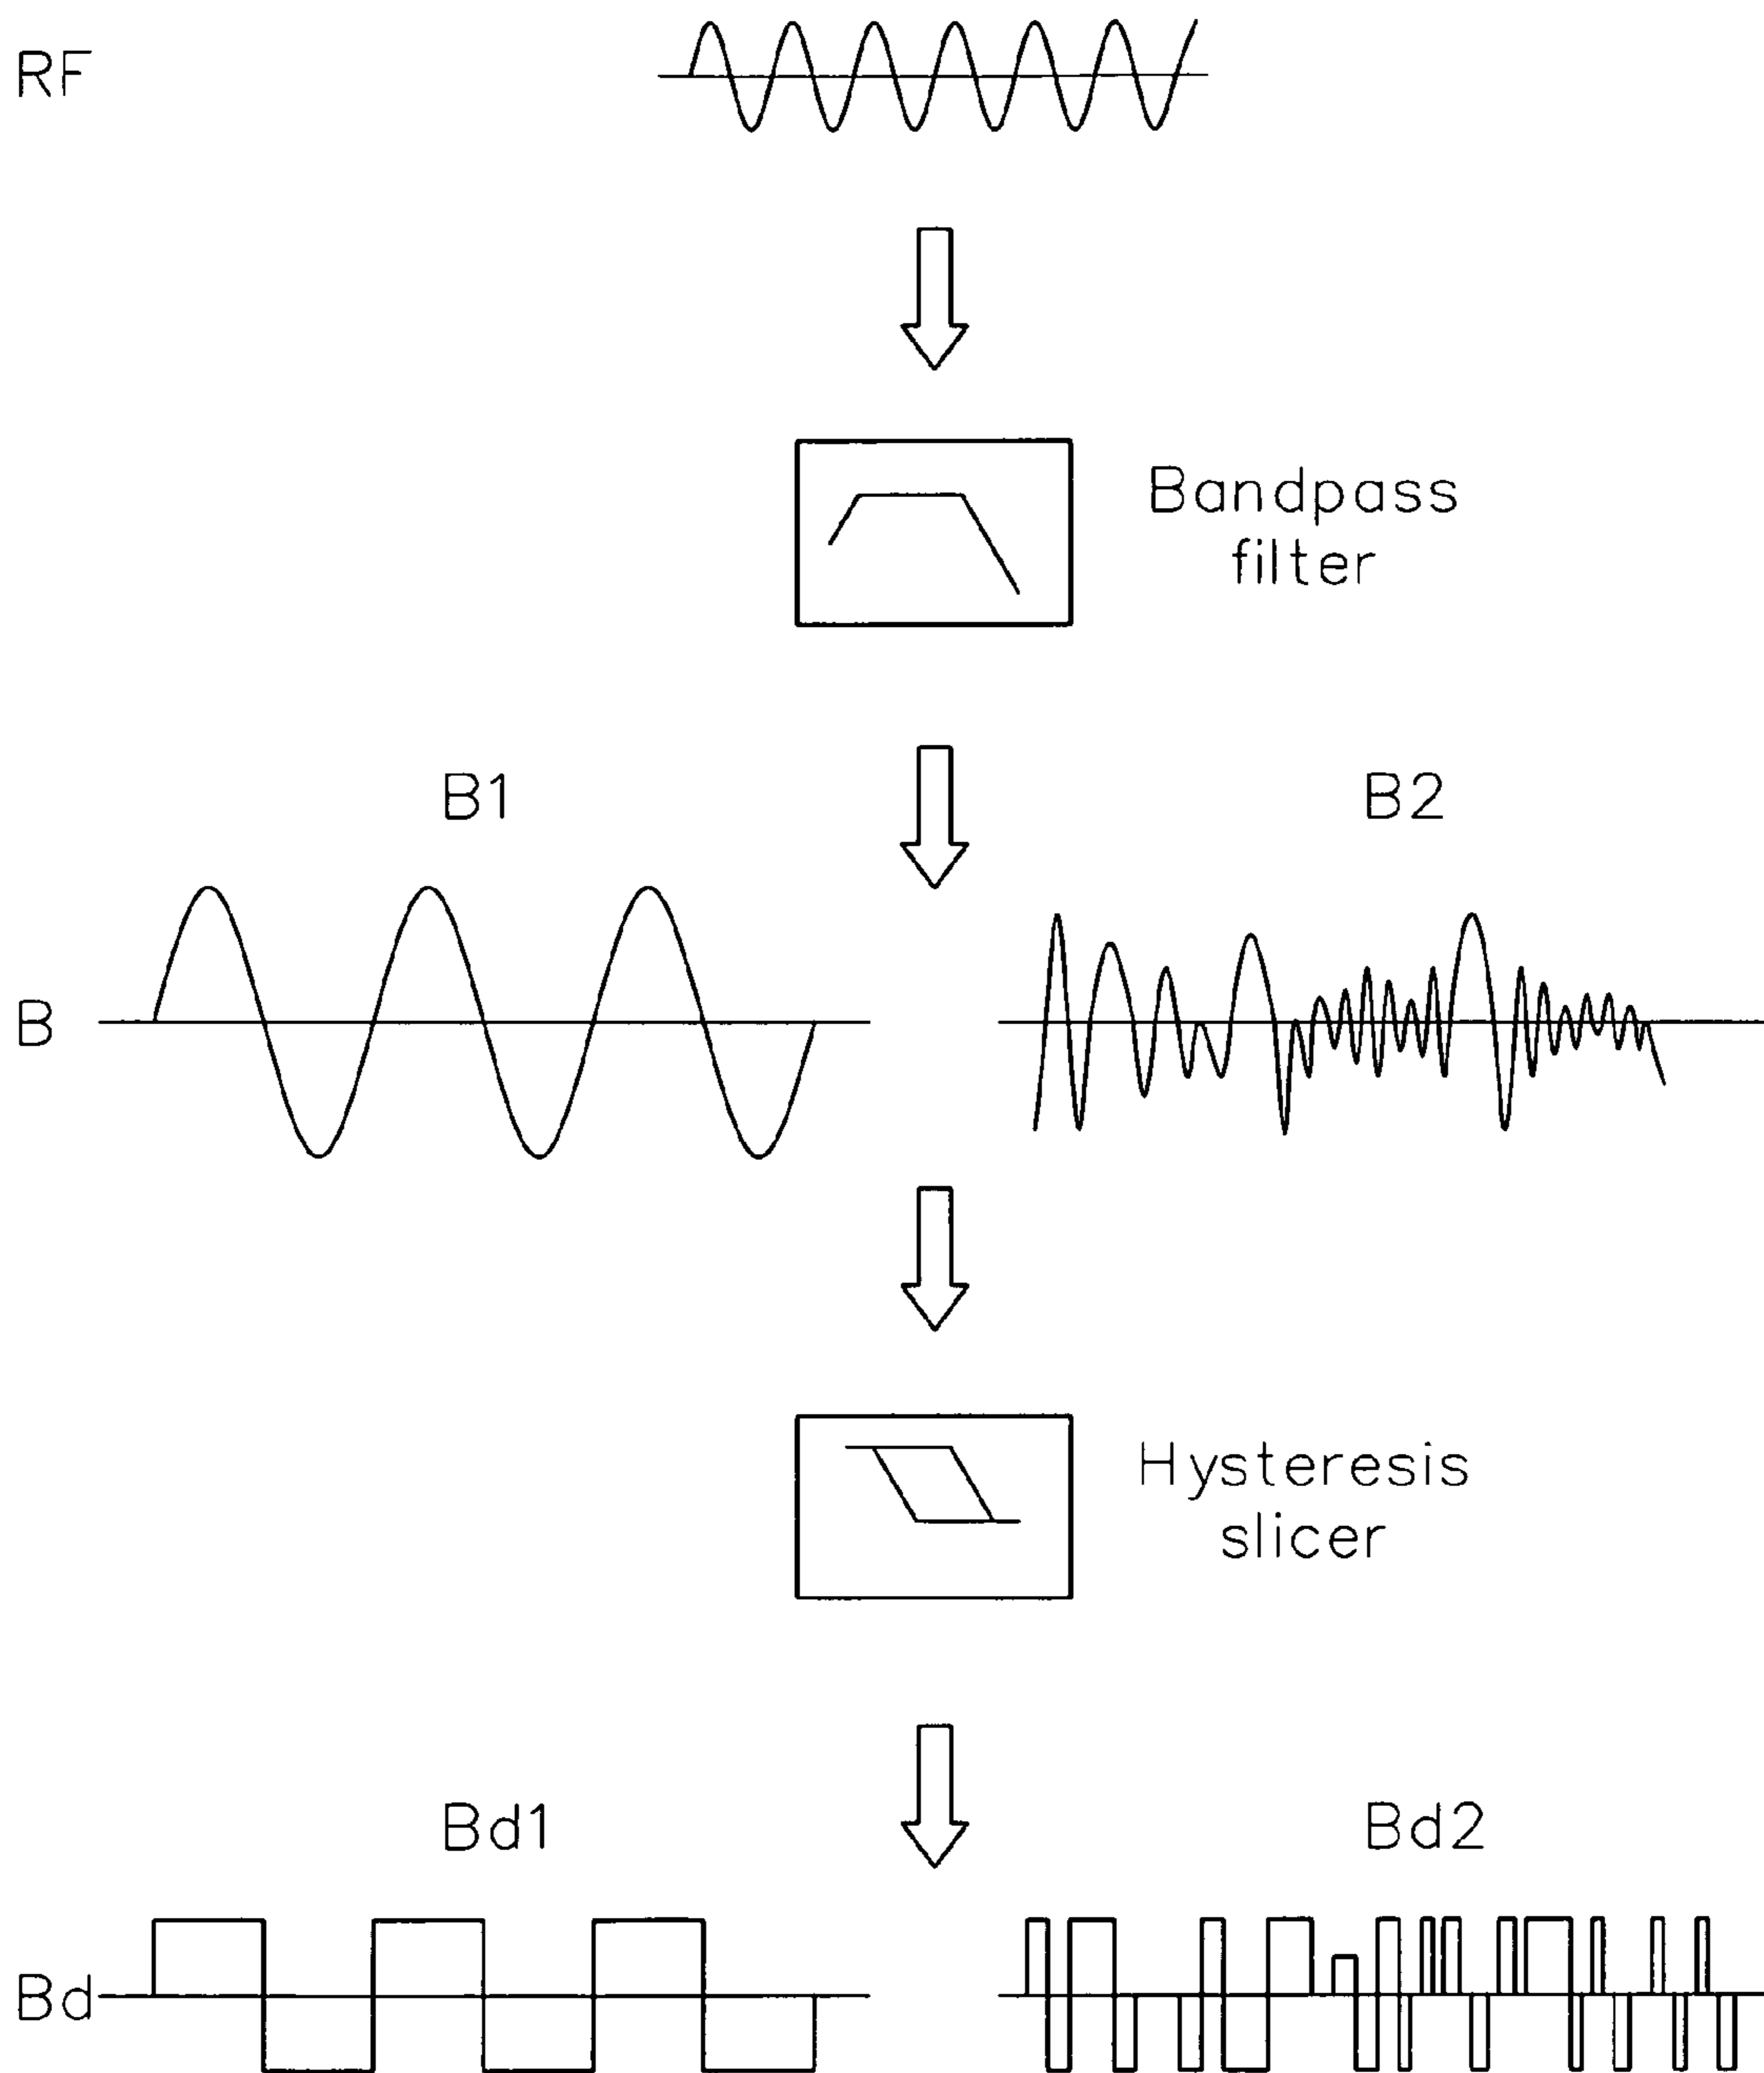 RF
Bandpass
filter
B1
B2
B
Hysteresis
slicer
Bd1
Bd2
Bd